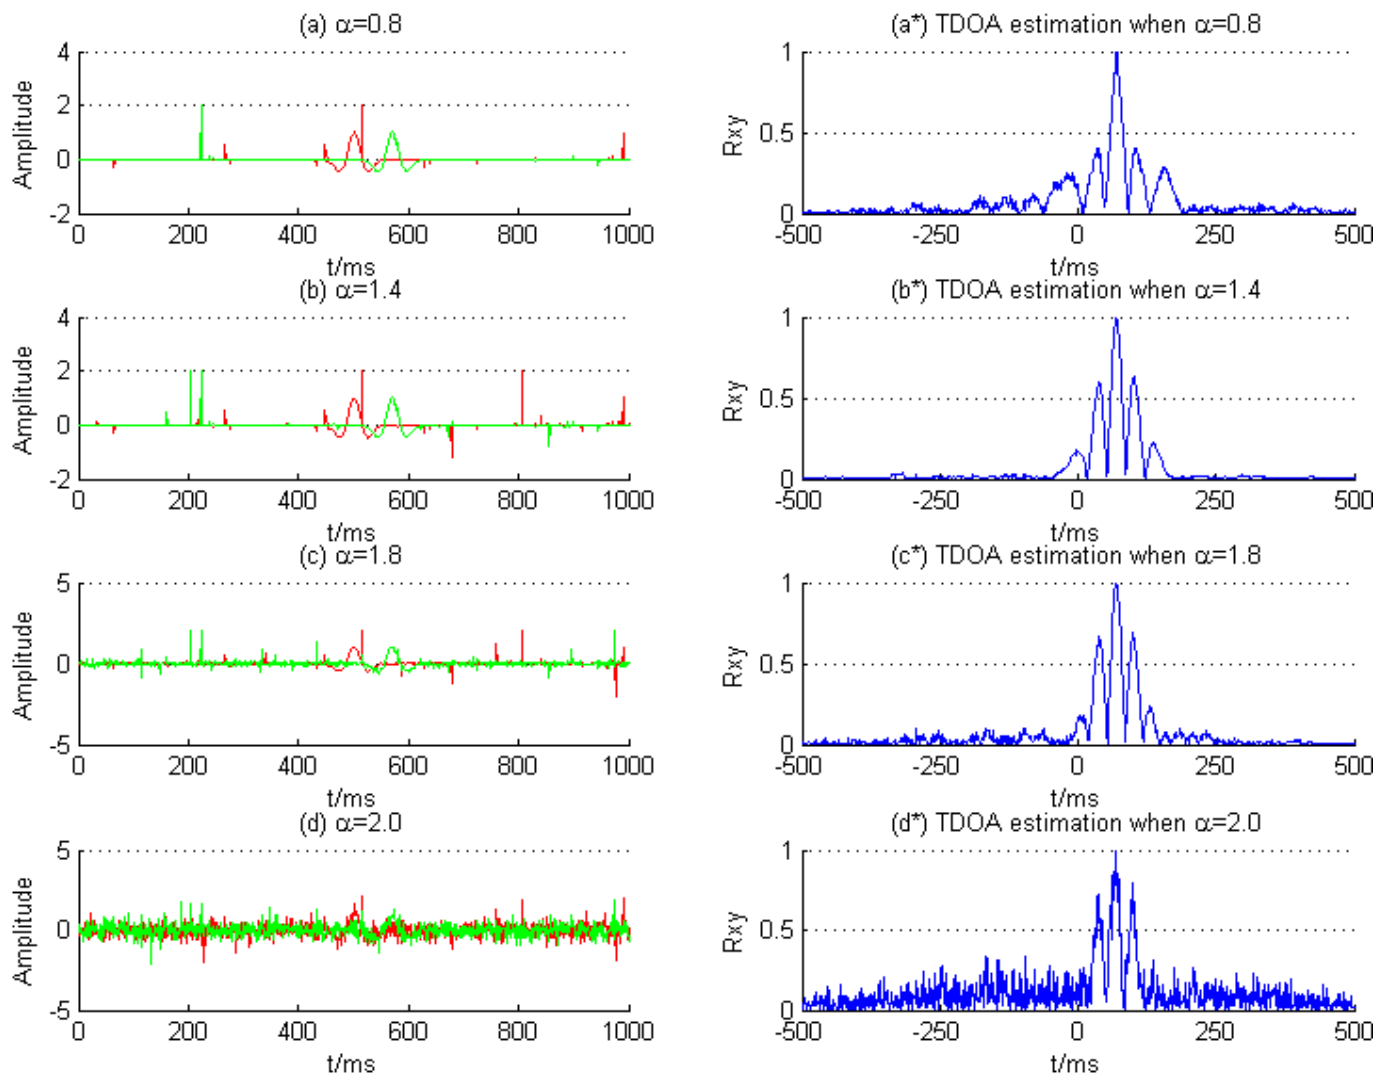 (a) α=0.8
Amplitude
4
2
0
-2
0 200 400 600 800 1000
t/ms
(a*) TDOA estimation when α=0.8
Rxy
1
0.5
0
-500 -250 0 250 500
t/ms
(b) α=1.4
Amplitude
4
2
0
-2
0 200 400 600 800 1000
t/ms
(b*) TDOA estimation when α=1.4
Rxy
1
0.5
0
-500 -250 0 250 500
t/ms
(c) α=1.8
Amplitude
5
0
-5
0 200 400 600 800 1000
t/ms
(c*) TDOA estimation when α=1.8
Rxy
1
0.5
0
-500 -250 0 250 500
t/ms
(d) α=2.0
Amplitude
5
0
-5
0 200 400 600 800 1000
t/ms
(d*) TDOA estimation when α=2.0
Rxy
1
0.5
0
-500 -250 0 250 500
t/ms